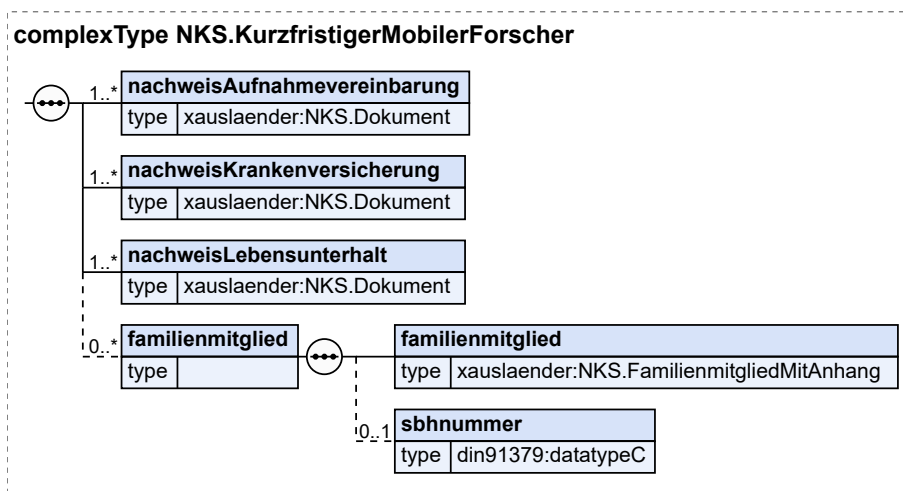 complexType NKS.KurzfristigerMobilerForscher
1..* nachweisAufnahmevereinbarung
type xauslaender:NKS.Dokument
1..* nachweisKrankenversicherung
type xauslaender:NKS.Dokument
1..* nachweisLebensunterhalt
type xauslaender:NKS.Dokument
0..* familienmitglied familienmitglied
type type xauslaender:NKS.FamilienmitgliedMitAnhang
0..1 sbhnummer
type din91379:datatypeC